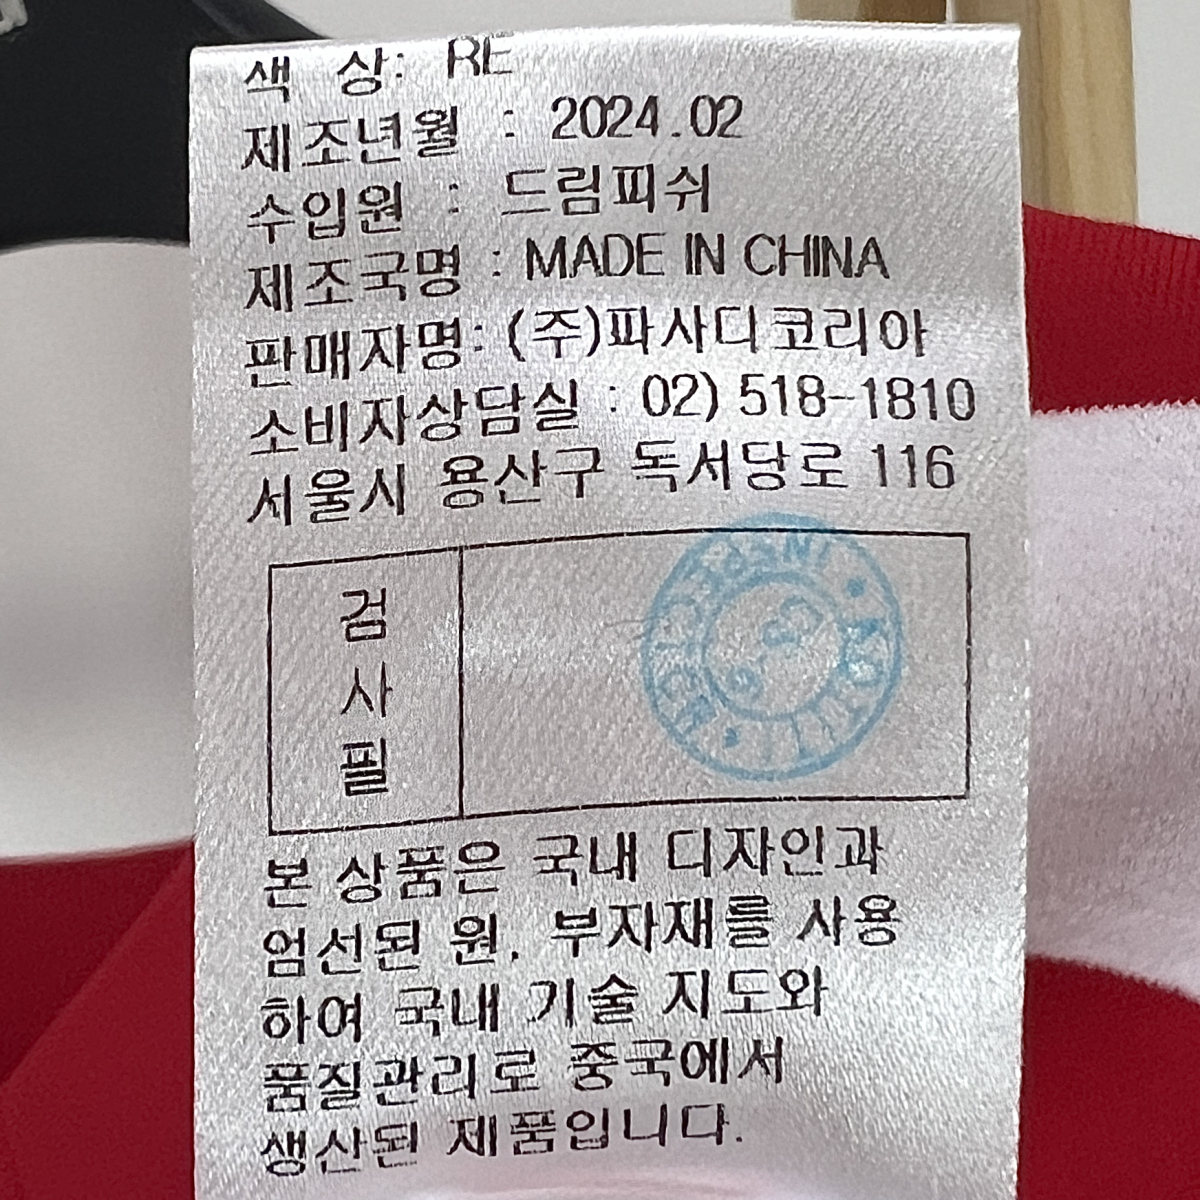 색 상: RE
제조년월 : 2024.02
수입원 : 드림피쉬
제조국명 : MADE IN CHINA
판매자명: (주)파사디코리아
소비자상담실 : 02) 518-1810
서울시 용산구 독서당로 116
검
사
필
본 상품은 국내 디자인과
엄선된 원, 부자재를 사용
하여 국내 기술 지도와
품질관리로 중국에서
생산된 제품입니다.